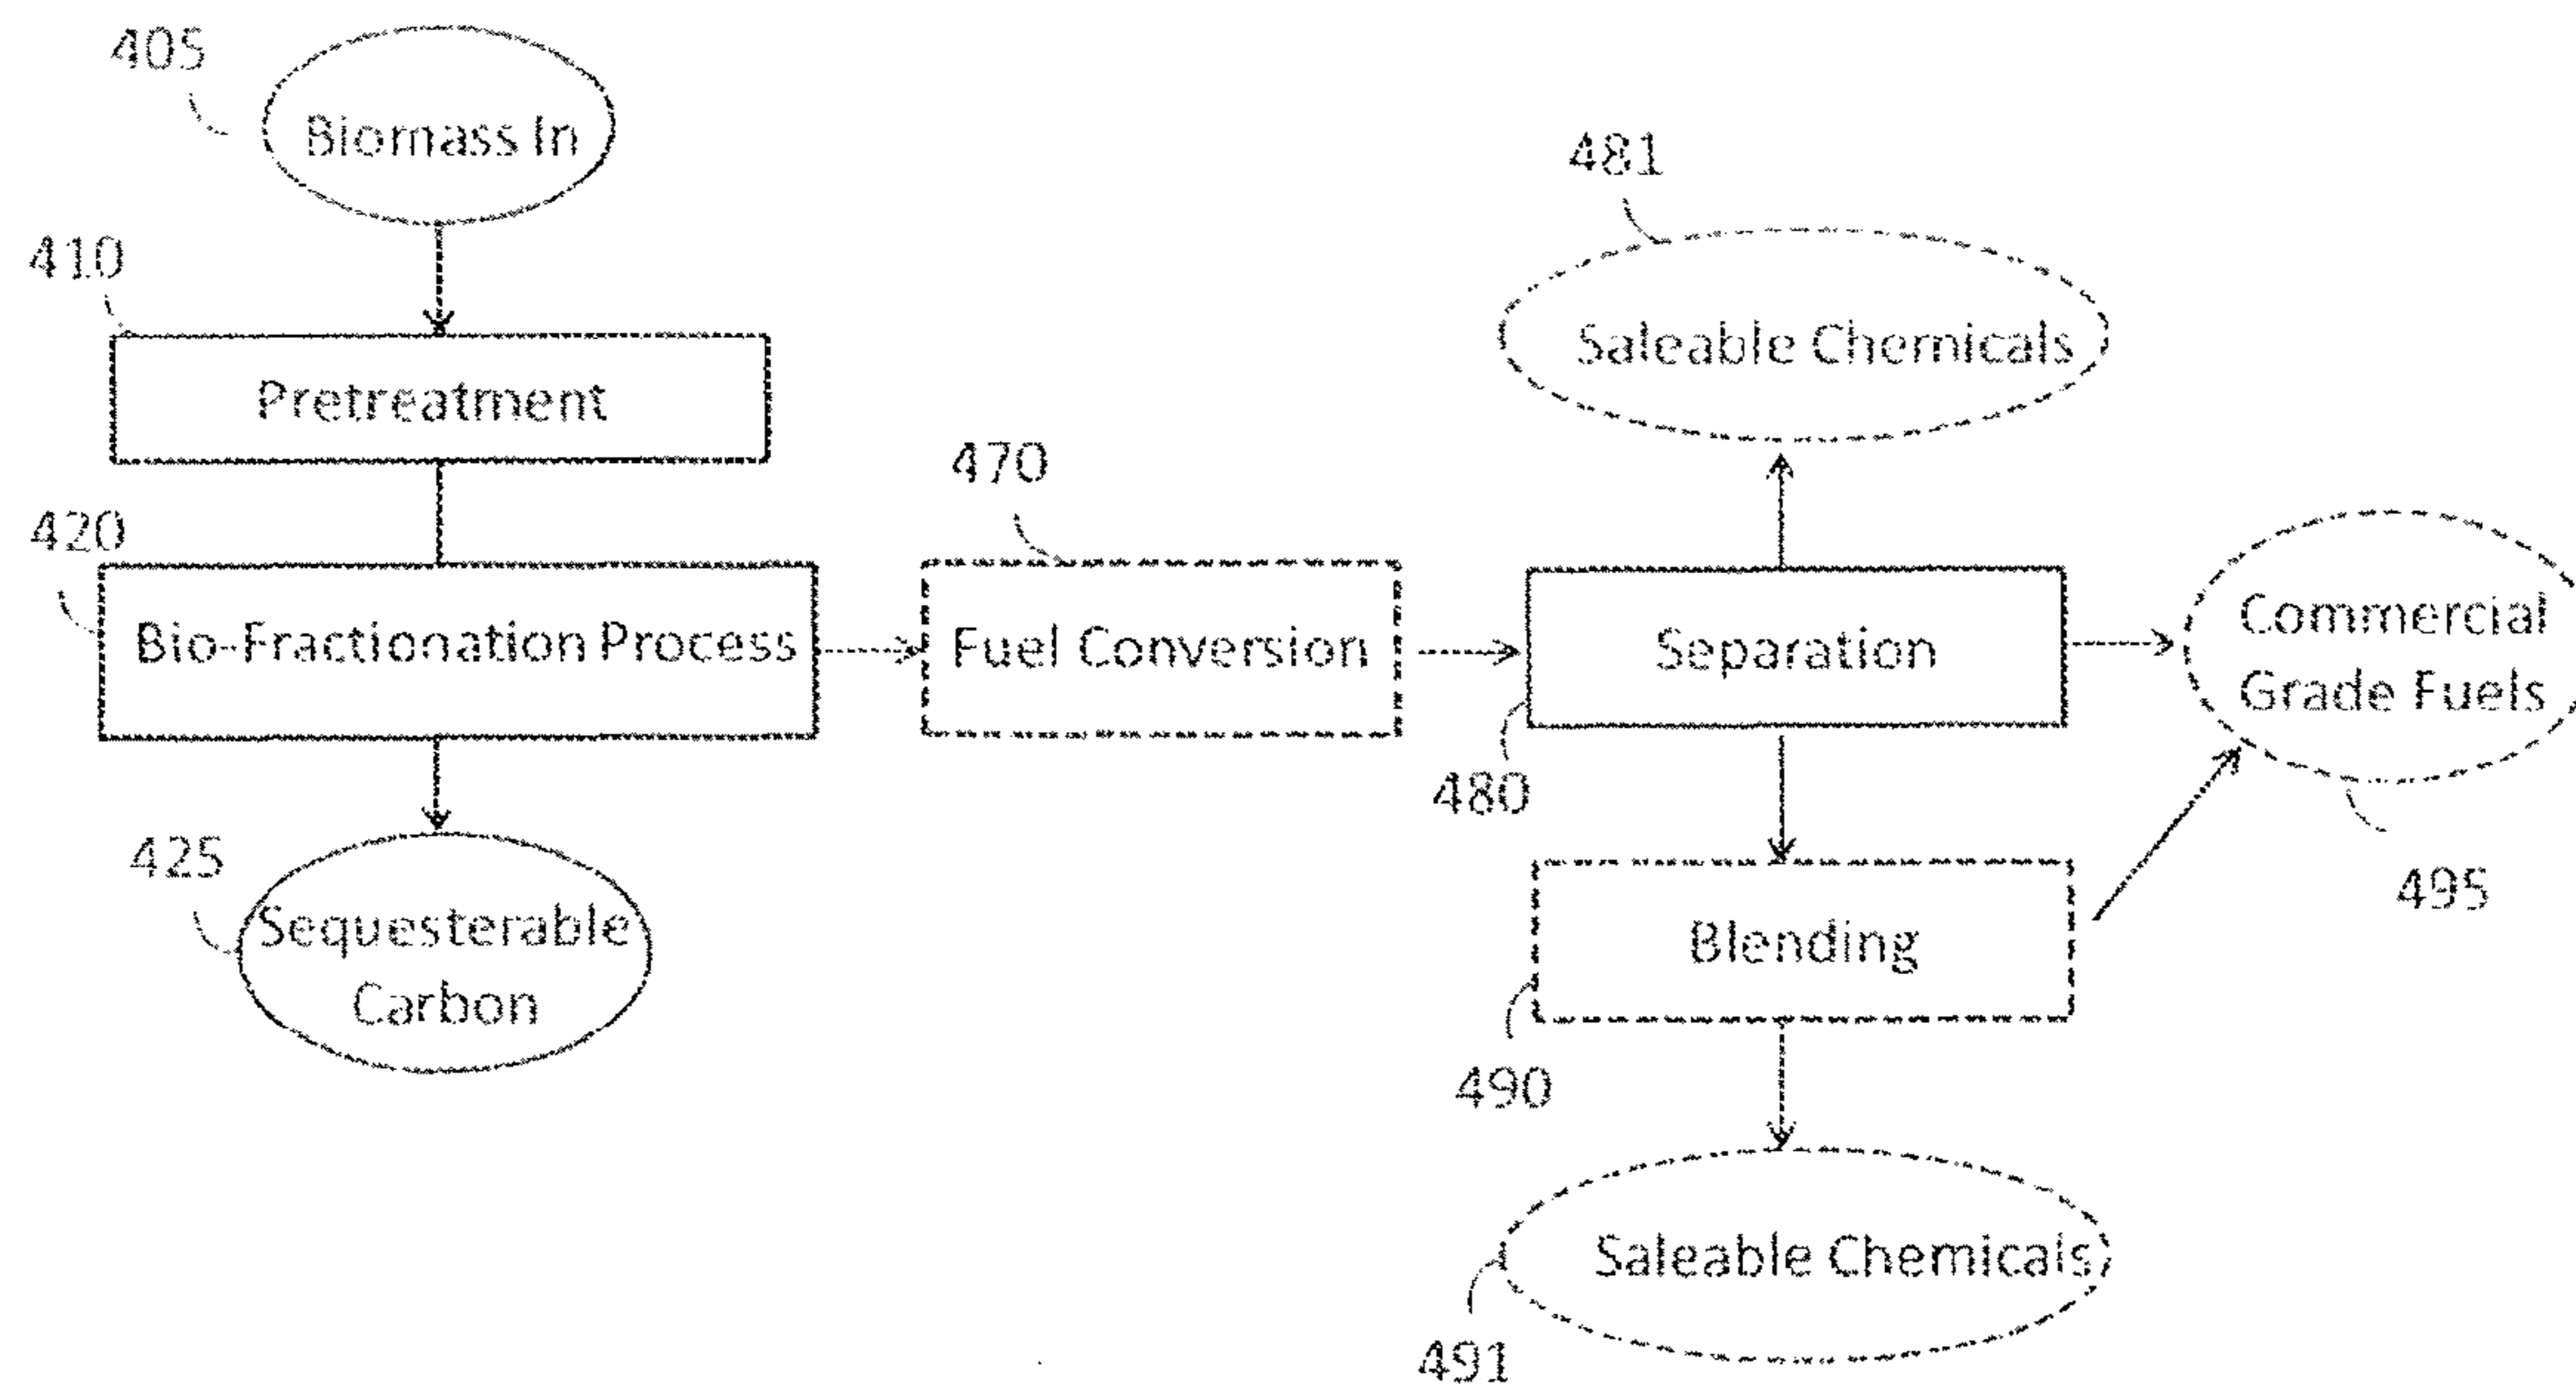 405
Biomass In
410
Pretreatment
420
Bio-Fractionation Process
425
Sequesterable
Carbon
470
Fuel Conversion
481
Saleable Chemicals
Separation
480
Commercial
Grade Fuels
495
Blending
490
Saleable Chemicals
491